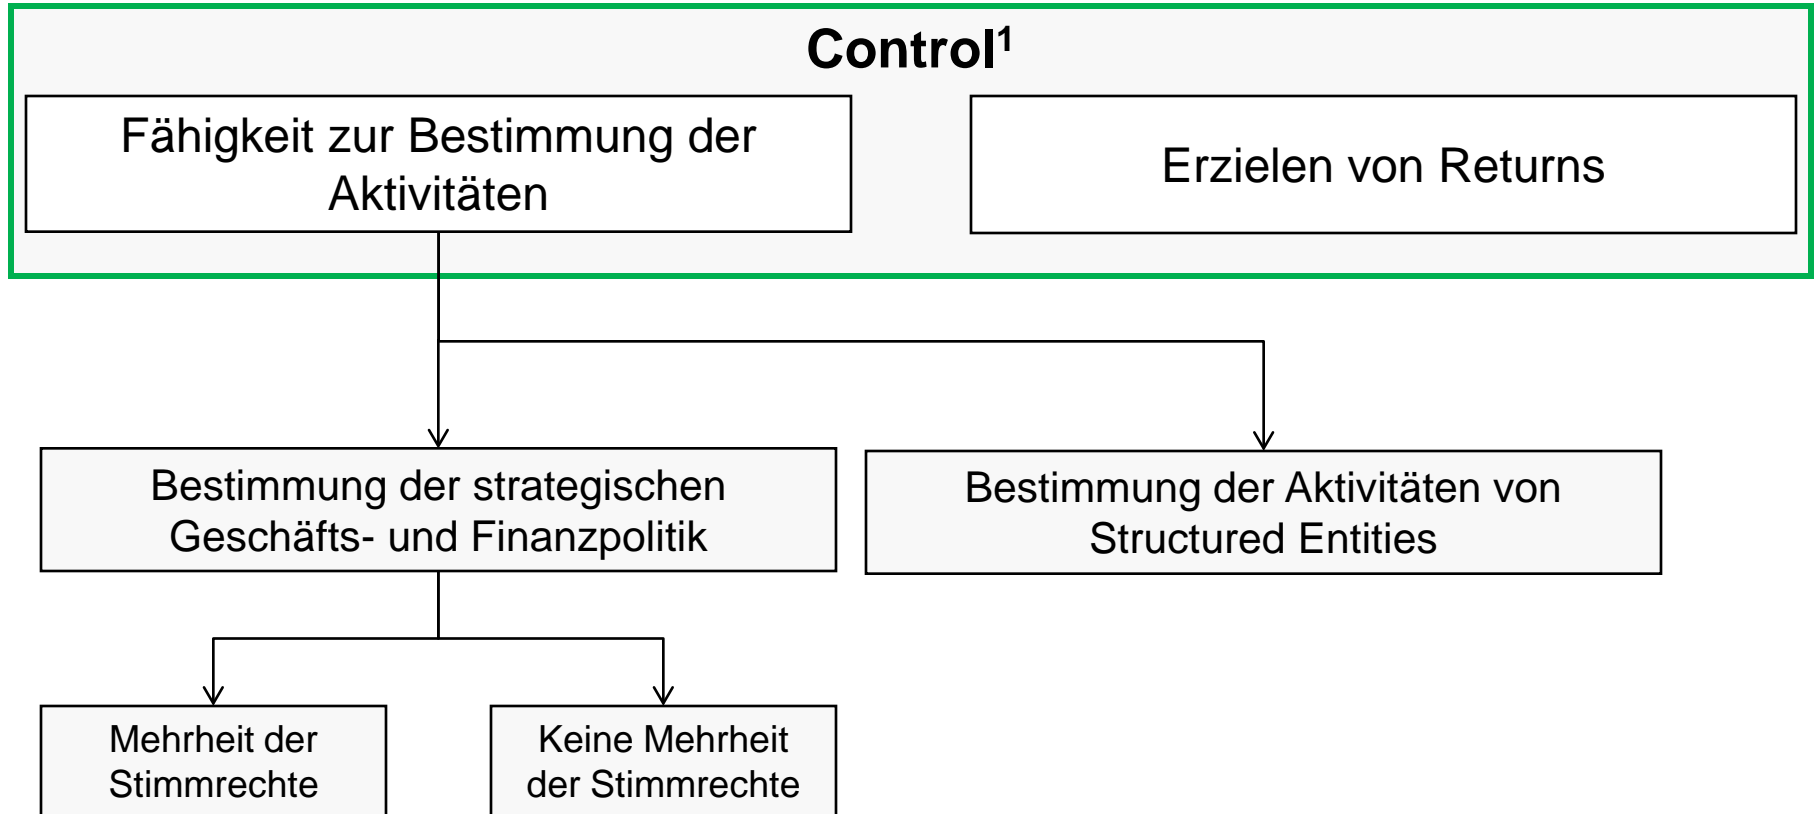 Control¹
Fähigkeit zur Bestimmung der
Aktivitäten
Erzielen von Returns
Bestimmung der strategischen
Geschäfts- und Finanzpolitik
Bestimmung der Aktivitäten von
Structured Entities
Mehrheit der
Stimmrechte
Keine Mehrheit
der Stimmrechte